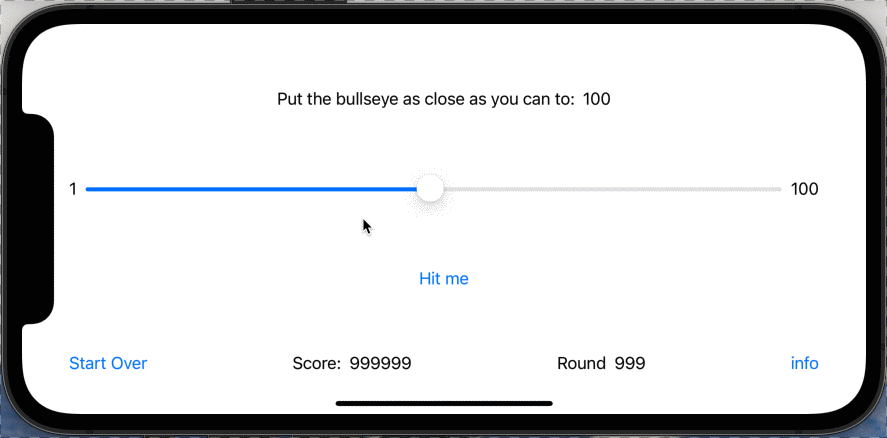 Put the bullseye as close as you can to: 100
1 100
Hit me
Start Over Score: 999999 Round 999 info